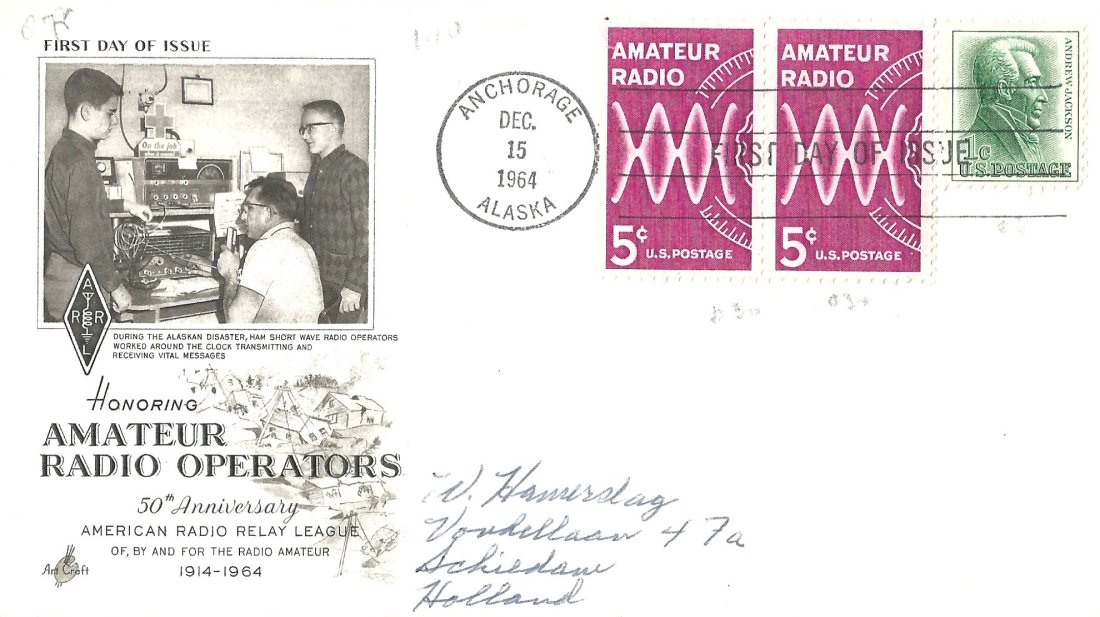 FIRST DAY OF ISSUE
On the job
A
R R
L
DURING THE ALASKAN DISASTER, HAM SHORT WAVE RADIO OPERATORS
WORKED AROUND THE CLOCK TRANSMITTING AND
RECEIVING VITAL MESSAGES
HONORING
AMATEUR
RADIO OPERATORS
50th Anniversary
AMERICAN RADIO RELAY LEAGUE
OF, BY AND FOR THE RADIO AMATEUR
1914-1964
Art Craft
ANCHORAGE
DEC.
15
1964
ALASKA
AMATEUR
RADIO
5¢ U.S. POSTAGE
AMATEUR
RADIO
5¢ U.S. POSTAGE
FIRST DAY OF ISSUE
ANDREW JACKSON
1c
U.S. POSTAGE
W. Hamerslag
Vondellaan 47a
Schiedam
Holland